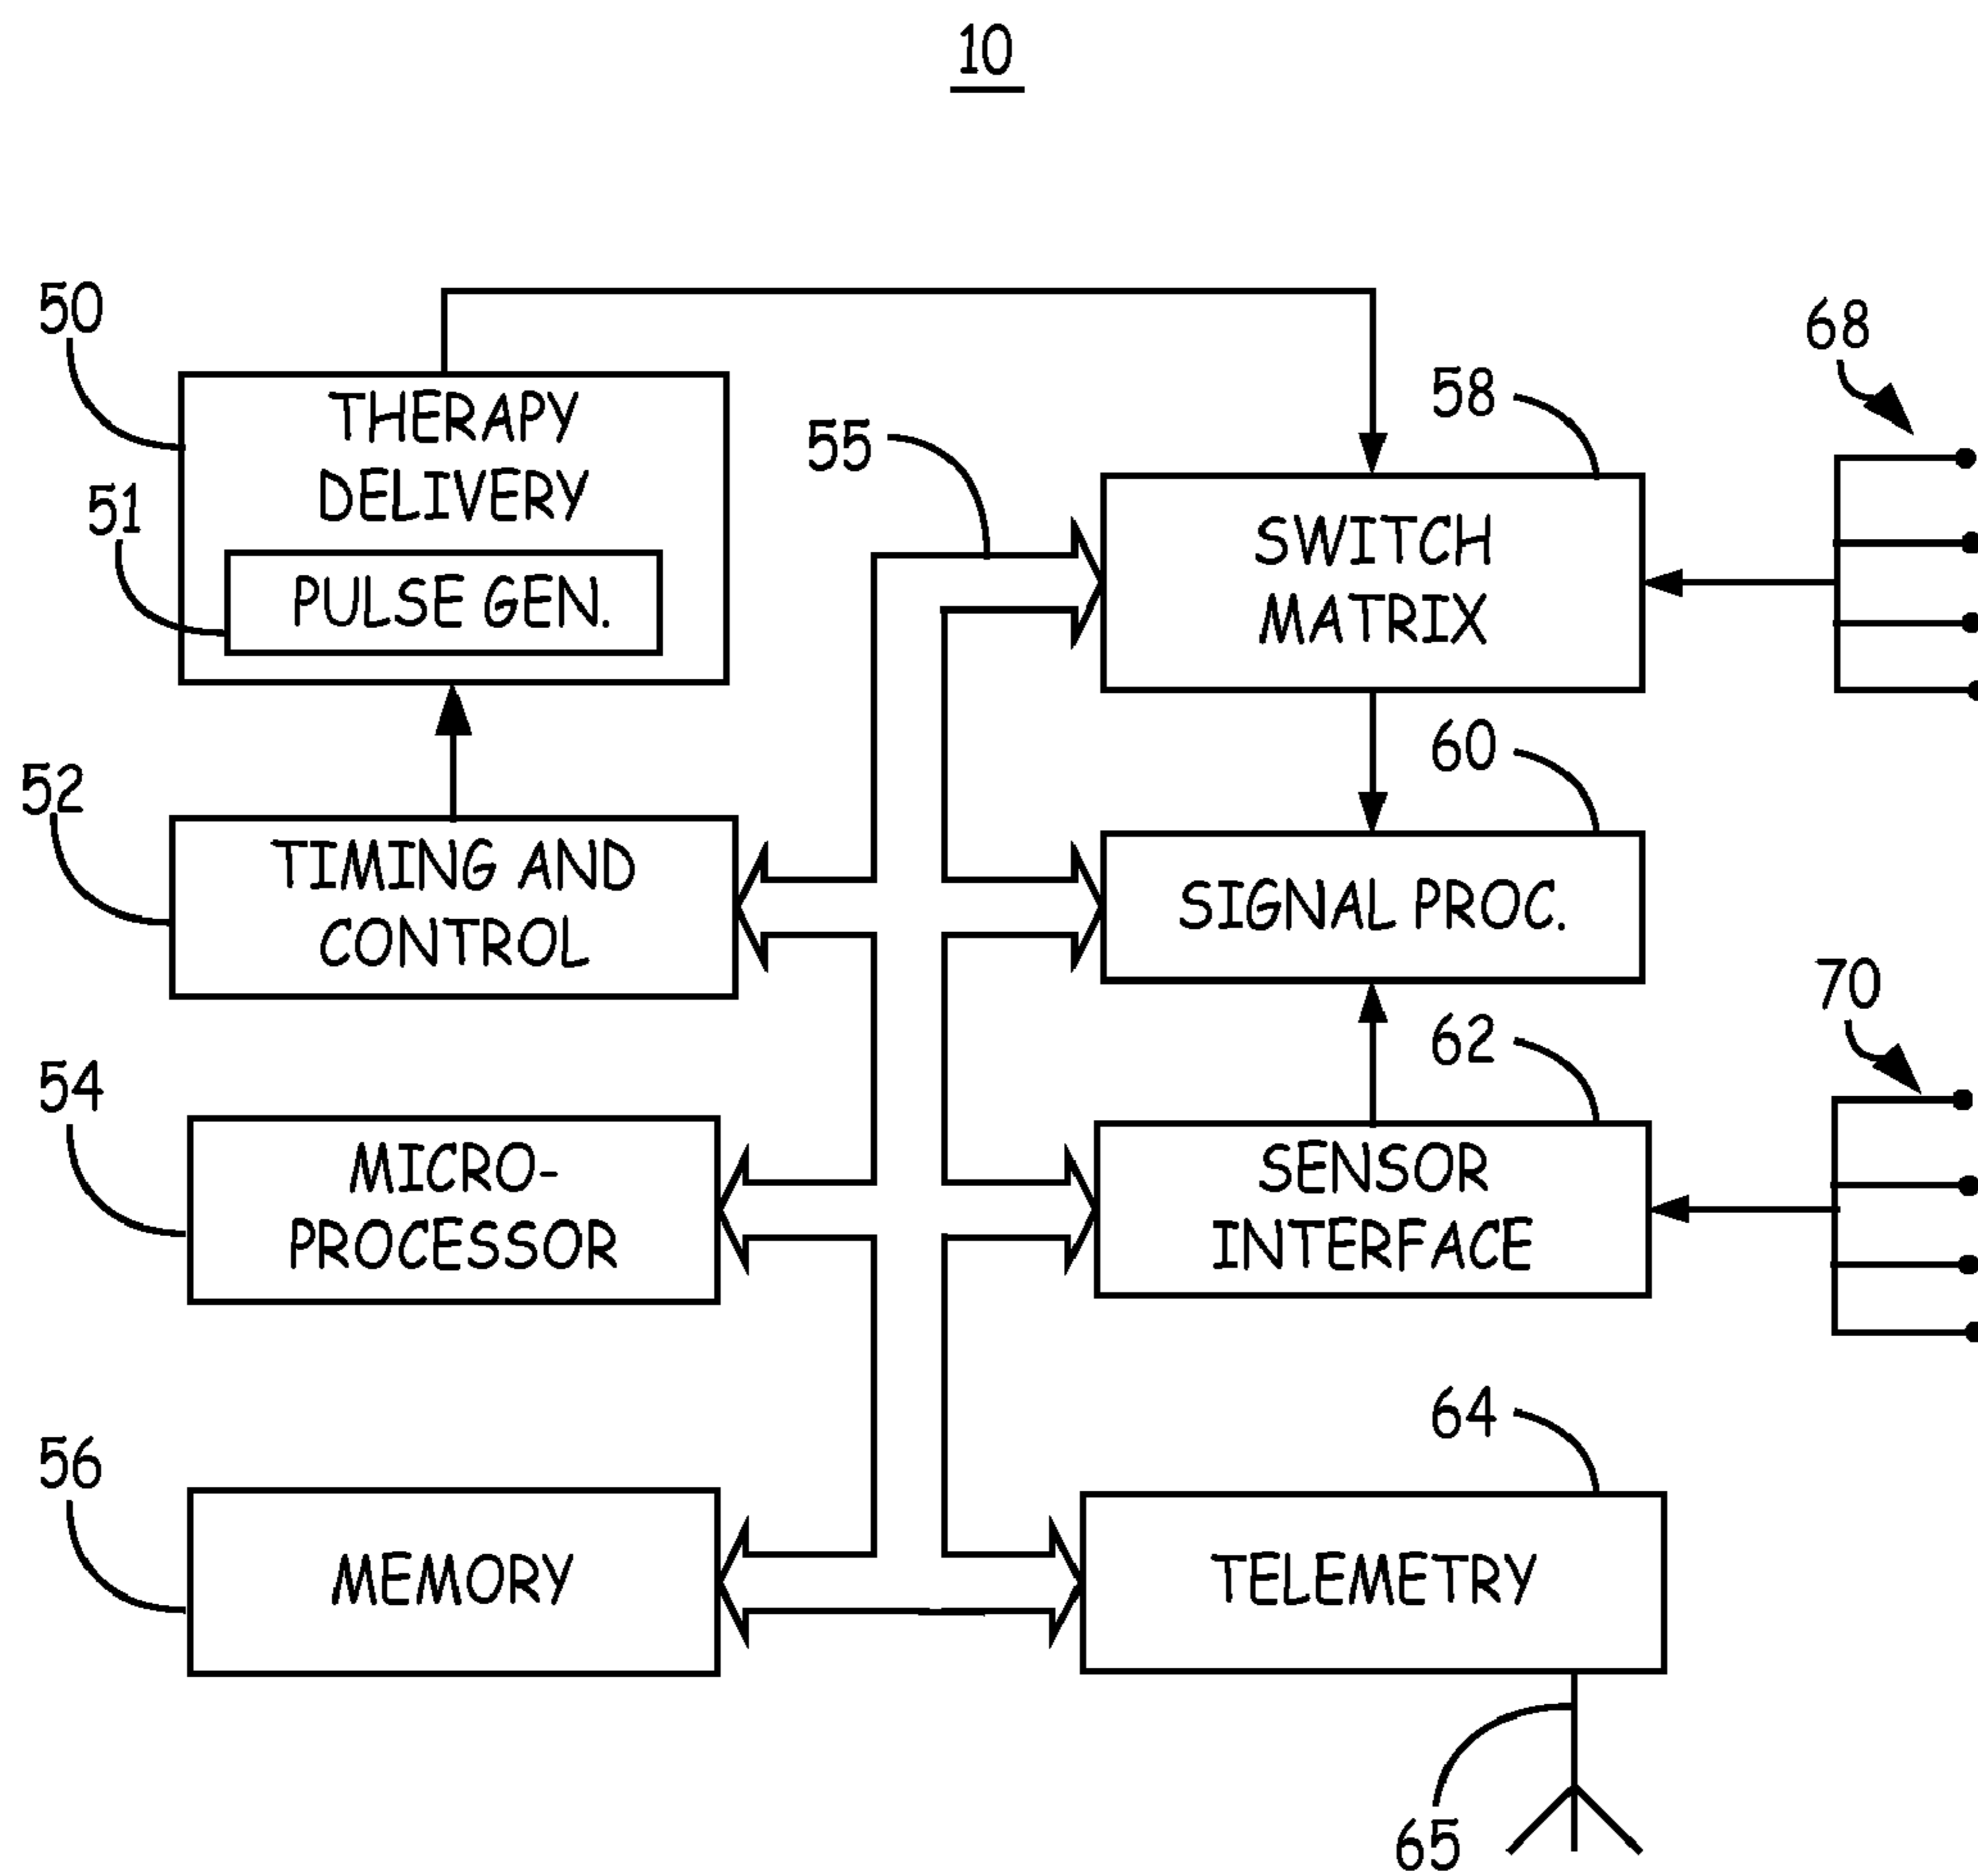 10
50
THERAPY
DELIVERY
51
PULSE GEN.
55
58
68
SWITCH
MATRIX
52
TIMING AND
CONTROL
60
SIGNAL PROC.
70
54
MICRO-
PROCESSOR
62
SENSOR
INTERFACE
56
MEMORY
64
TELEMETRY
65